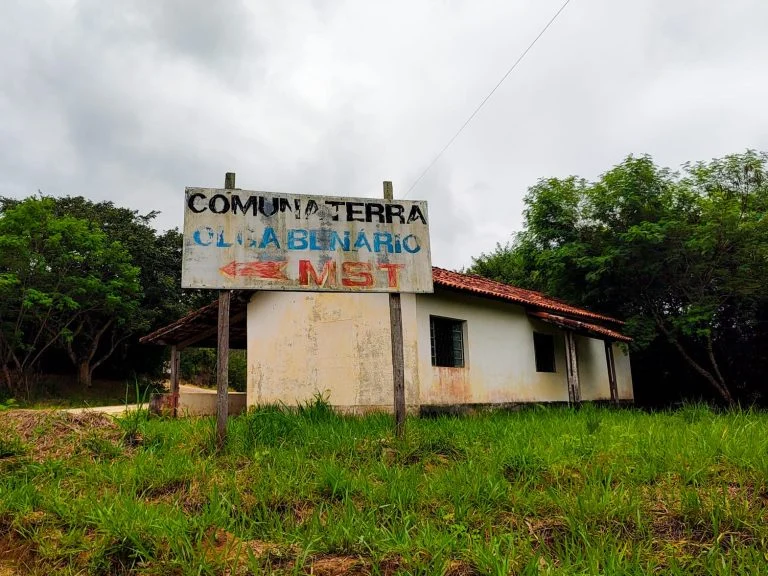 COMUNA TERRA
OLGA BENÁRIO
MST